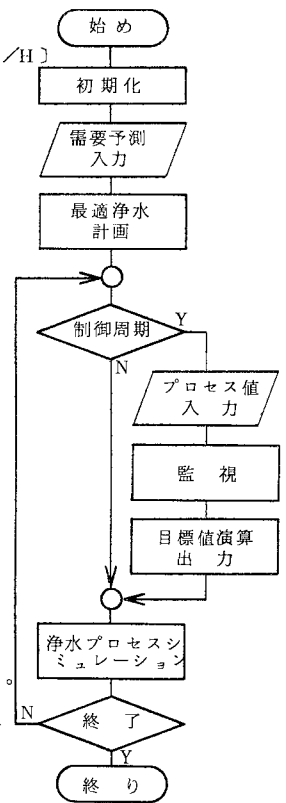 始め
/H〕
初期化
需要予測
入力
最適浄水
計画
制御周期
Y
N
プロセス値
入力
監視
目標値演算
出力
浄水プロセスシ
ミュレーション
。
N
終了
Y
終り